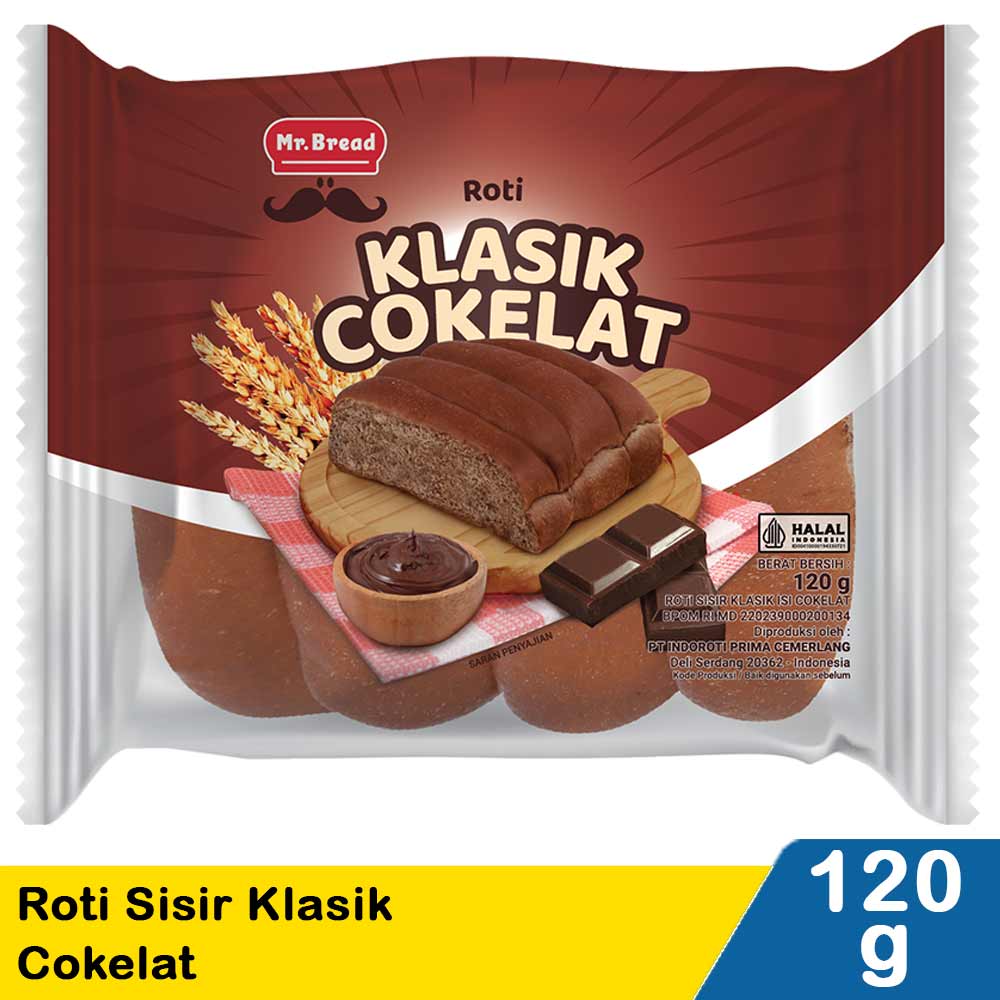 Mr. Bread
Roti
KLASIK
COKELAT
HALAL
INDONESIA
BERAT BERSIH :
120 g
ROTI SISIR KLASIK ISI COKELAT
BPOM RI MD 220239000200134
Diproduksi oleh :
PT INDOROTI PRIMA CEMERLANG
Deli Serdang 20362 - Indonesia
Kode Produksi / Baik digunakan sebelum
SARAN PENYAJIAN
Roti Sisir Klasik
Cokelat
120
g